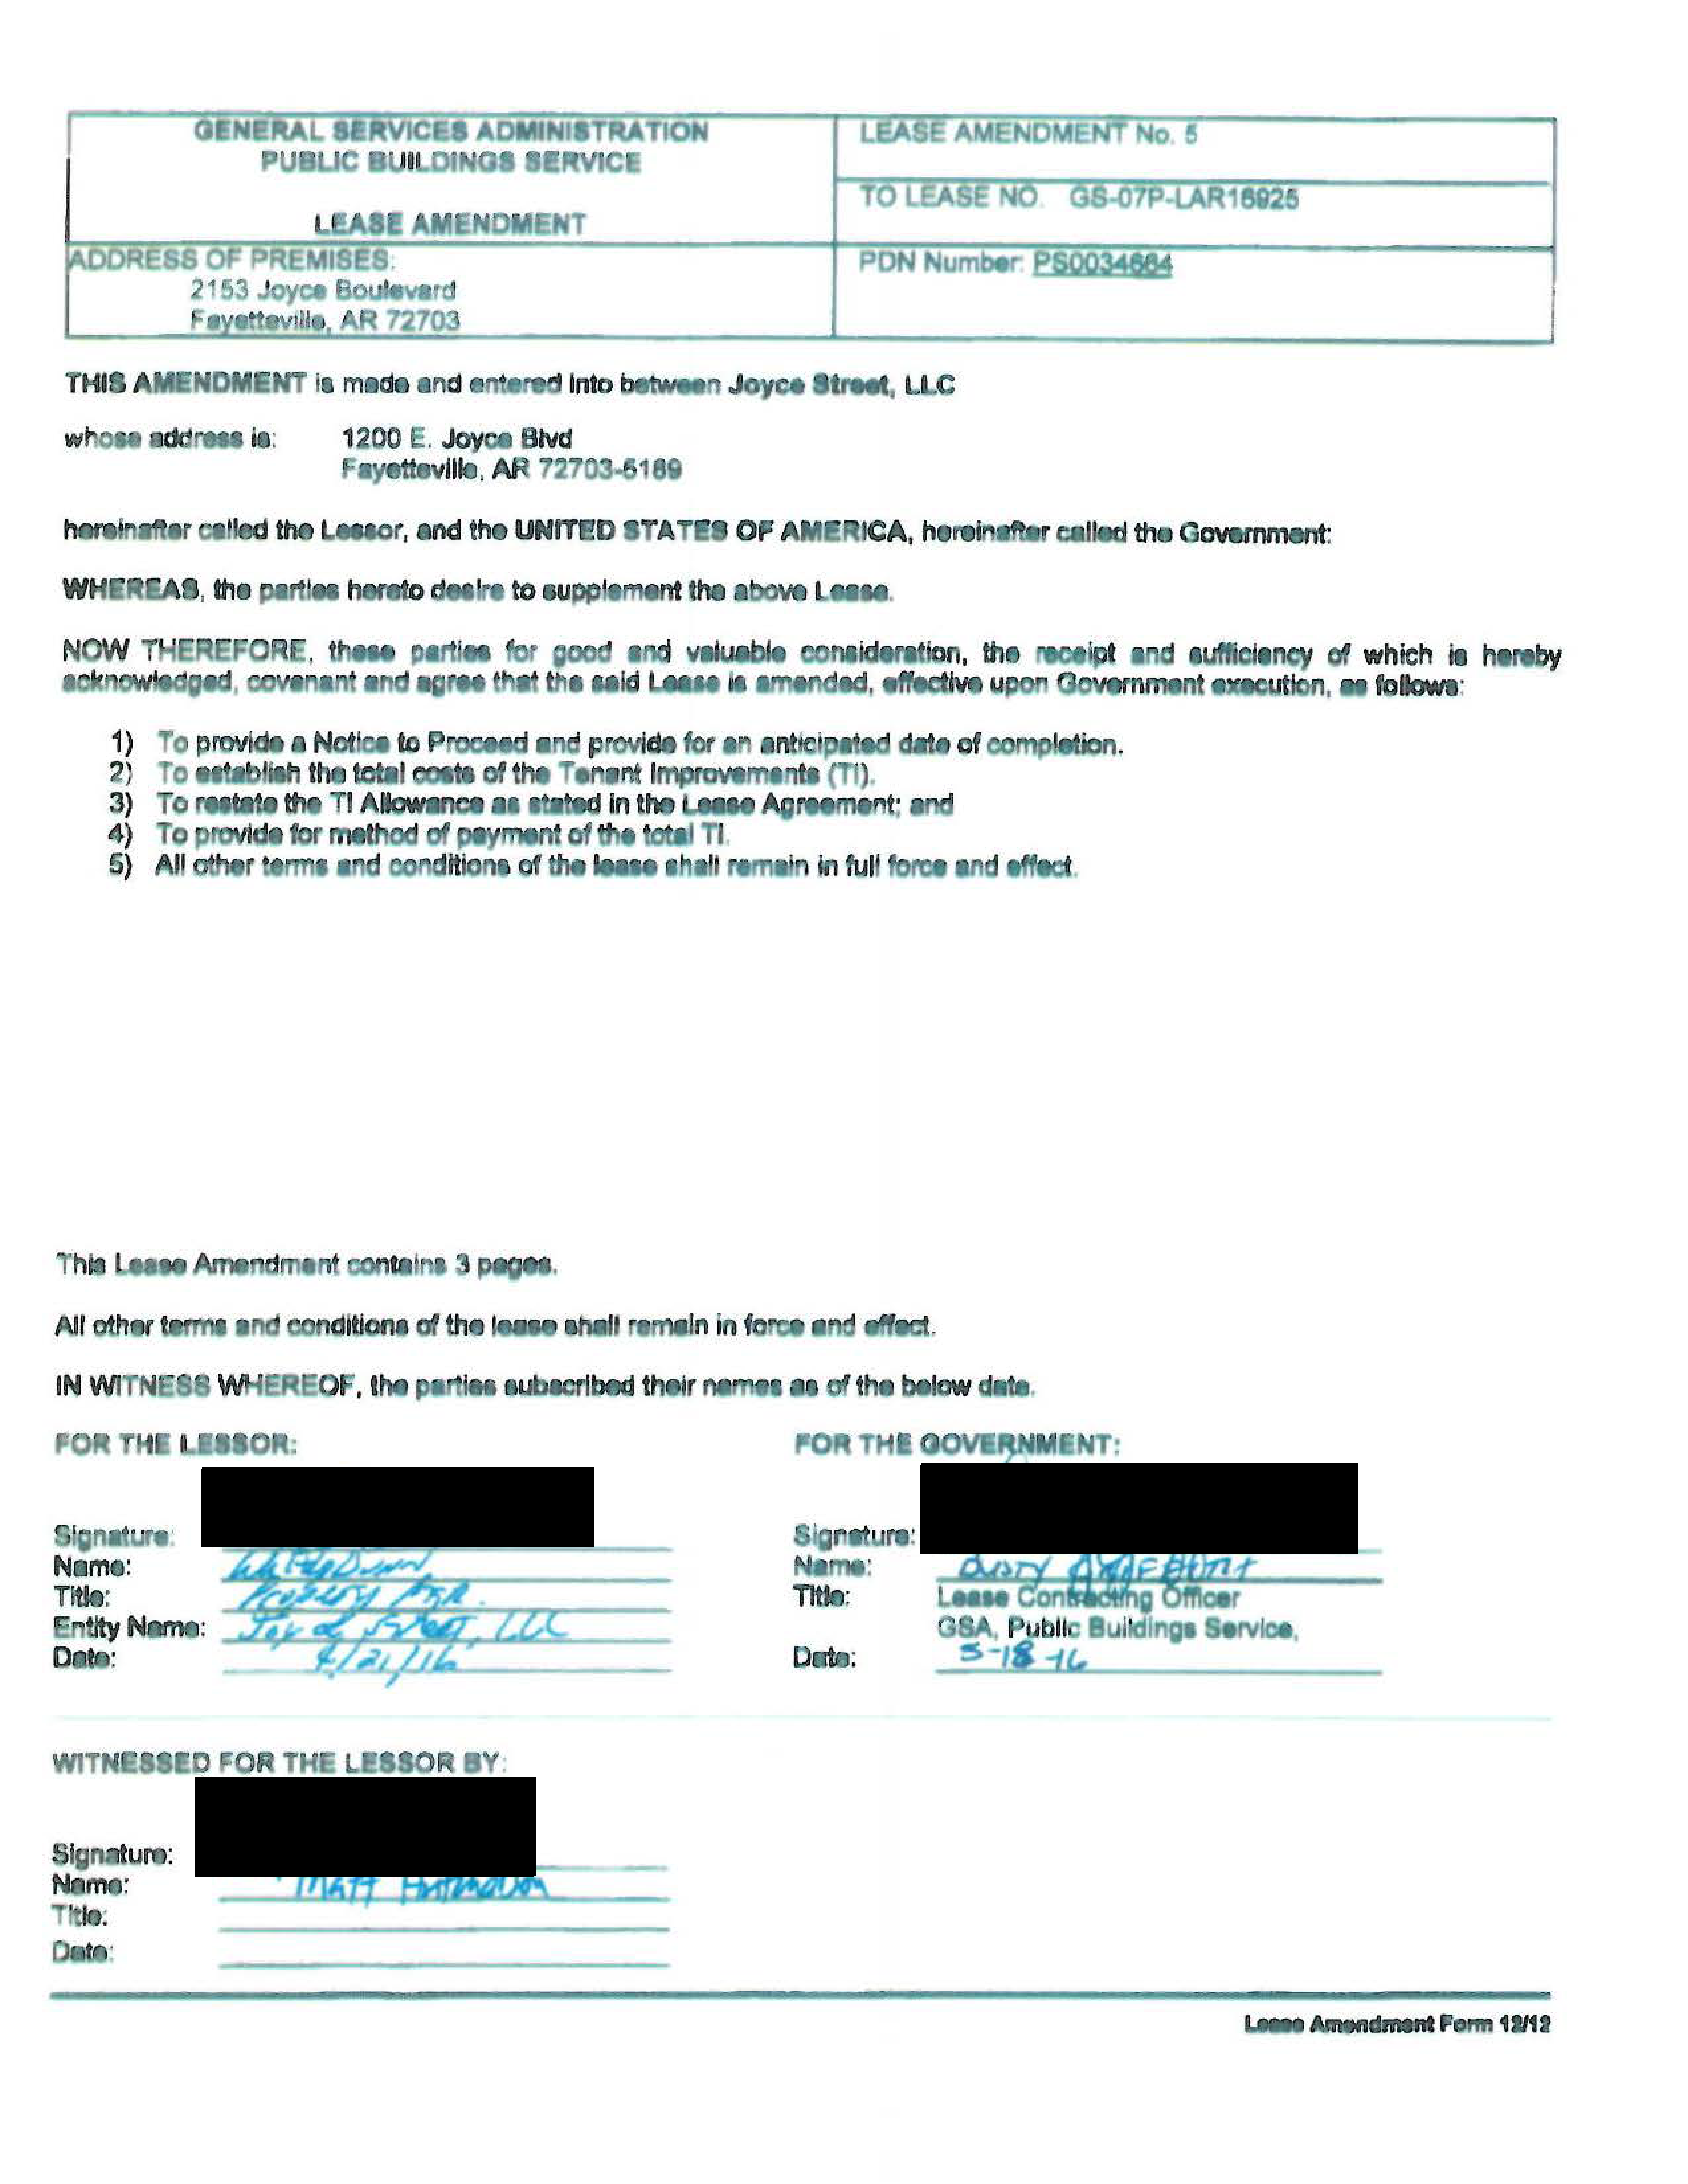 GENERAL SERVICES ADMINISTRATION
PUBLIC BUILDINGS SERVICE
LEASE AMENDMENT
LEASE AMENDMENT No. 5
TO LEASE NO. GS-07P-LAR16925
ADDRESS OF PREMISES:
2153 Joyce Boulevard
Fayetteville, AR 72703
PDN Number: PS0034664
THIS AMENDMENT is made and entered into between Joyce Street, LLC
whose address is: 1200 E. Joyce Blvd
Fayetteville, AR 72703-5189
hereinafter called the Lessor, and the UNITED STATES OF AMERICA, hereinafter called the Government:
WHEREAS, the parties hereto desire to supplement the above Lease.
NOW THEREFORE, these parties for good and valuable consideration, the receipt and sufficiency of which is hereby
acknowledged, covenant and agree that the said Lease is amended, effective upon Government execution, as follows:
1) To provide a Notice to Proceed and provide for an anticipated date of completion.
2) To establish the total costs of the Tenant Improvements (TI).
3) To restate the TI Allowance as stated in the Lease Agreement; and
4) To provide for method of payment of the total TI.
5) All other terms and conditions of the lease shall remain in full force and effect.
This Lease Amendment contains 3 pages.
All other terms and conditions of the lease shall remain in force and effect.
IN WITNESS WHEREOF, the parties subscribed their names as of the below date.
FOR THE LESSOR:
Signature:
Name:
Title: Property Mgr.
Entity Name: Joyce Street, LLC
Date: 4/21/16
FOR THE GOVERNMENT:
Signature:
Name: Dusty
Title: Lease Contracting Officer
GSA, Public Buildings Service,
Date: 5-18-16
WITNESSED FOR THE LESSOR BY:
Signature:
Name: Matt
Title:
Date:
Lease Amendment Form 12/12